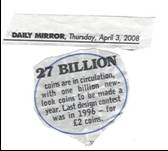 DAILY MIRROR, Thursday, April 3, 2008
27 BILLION
coins are in circulation,
with one billion new-
look coins to be made a
year. Last design contest
was in 1996 — for
£2 coins.